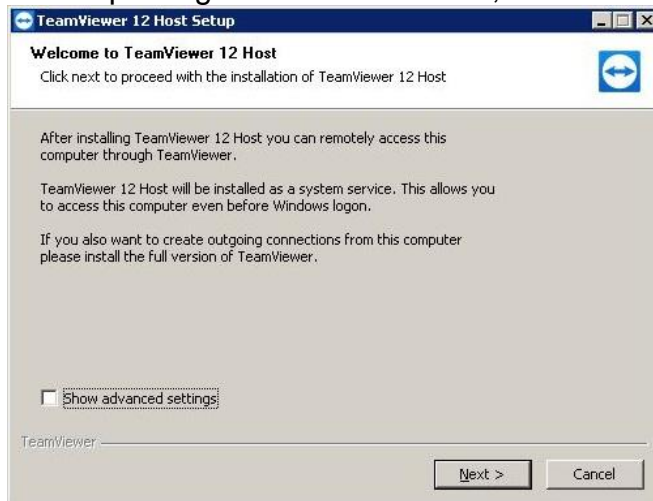 TeamViewer 12 Host Setup
Welcome to TeamViewer 12 Host
Click next to proceed with the installation of TeamViewer 12 Host
After installing TeamViewer 12 Host you can remotely access this
computer through TeamViewer.
TeamViewer 12 Host will be installed as a system service. This allows you
to access this computer even before Windows logon.
If you also want to create outgoing connections from this computer
please install the full version of TeamViewer.
Show advanced settings
TeamViewer
Next >
Cancel